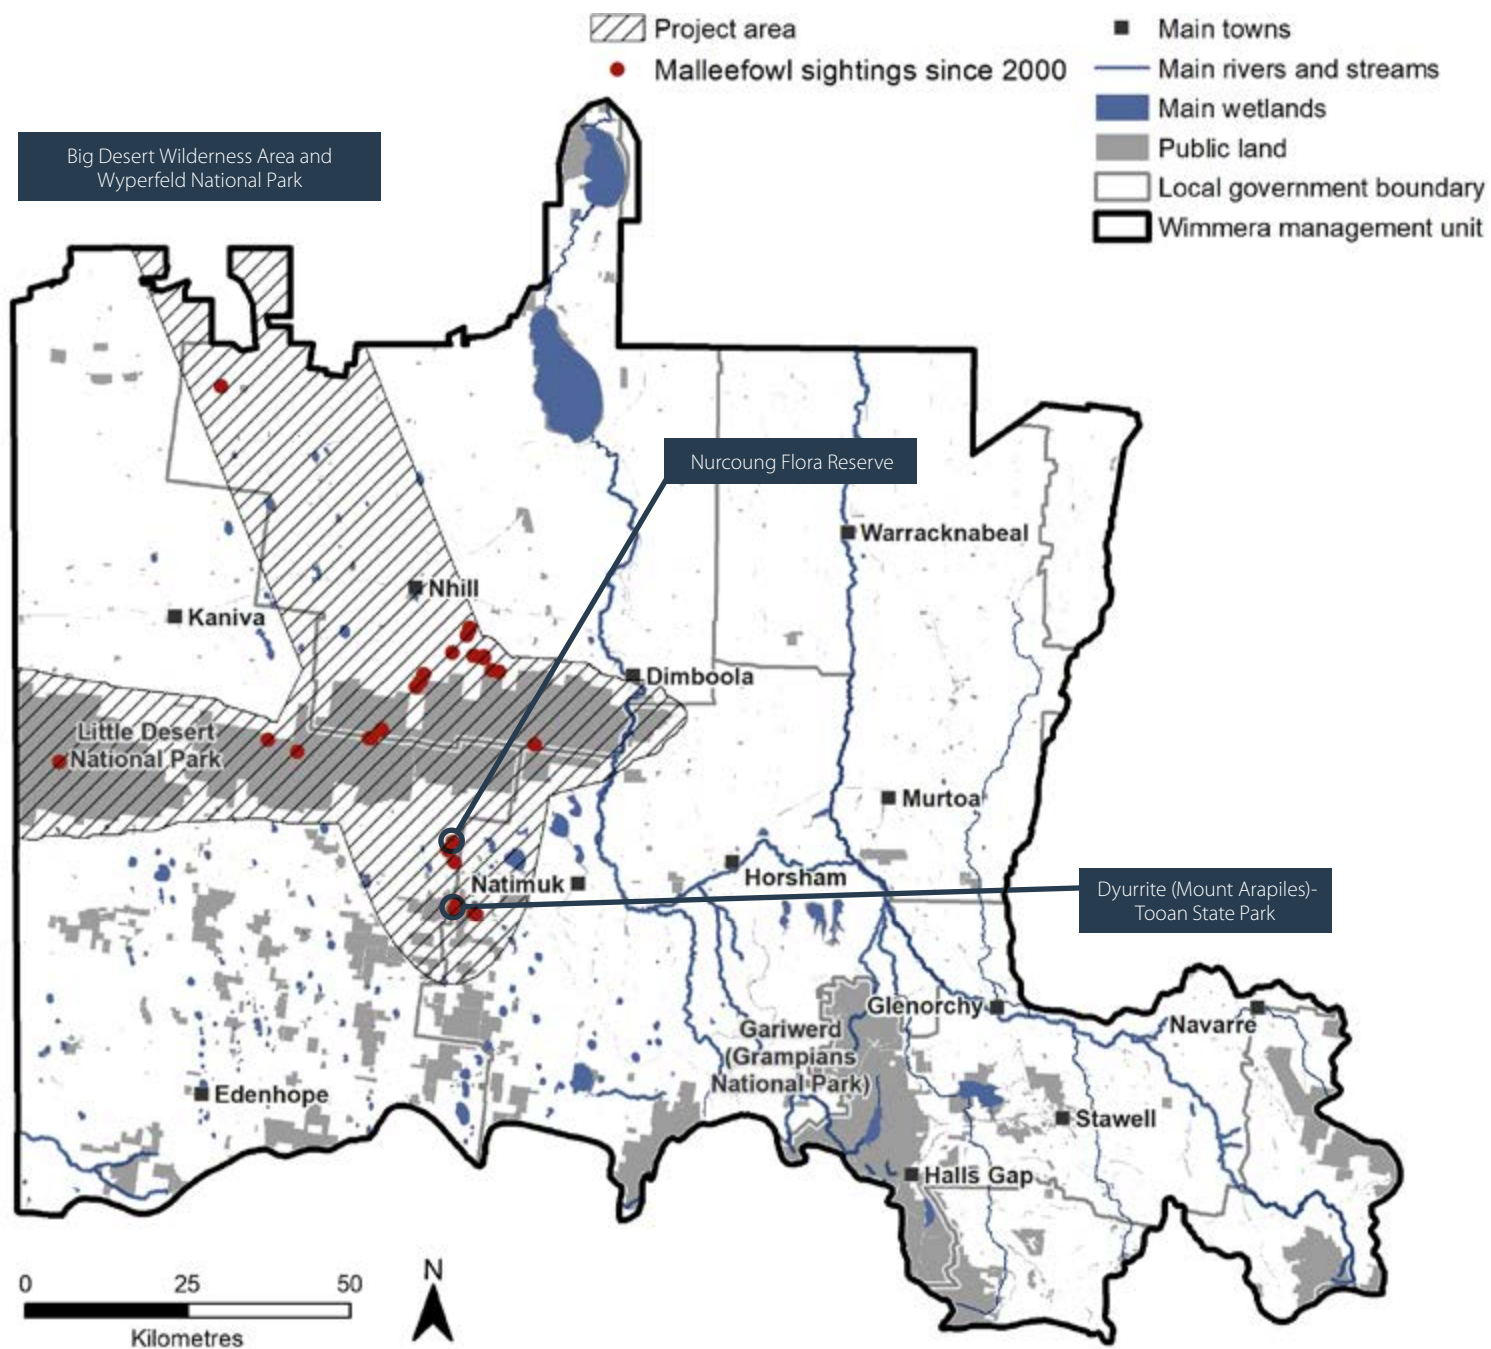 Project area
Malleefowl sightings since 2000
Main towns
Main rivers and streams
Main wetlands
Public land
Local government boundary
Wimmera management unit
Big Desert Wilderness Area and
Wyperfeld National Park
Nurcoung Flora Reserve
Warracknabeal
Nhill
Kaniva
Dimboola
Little Desert
National Park
Murtoa
Horsham
Natimuk
Dyurrite (Mount Arapiles)-
Tooan State Park
Glenorchy
Navarre
Gariwerd
(Grampians
National Park)
Edenhope
Stawell
Halls Gap
0 25 50
Kilometres
N